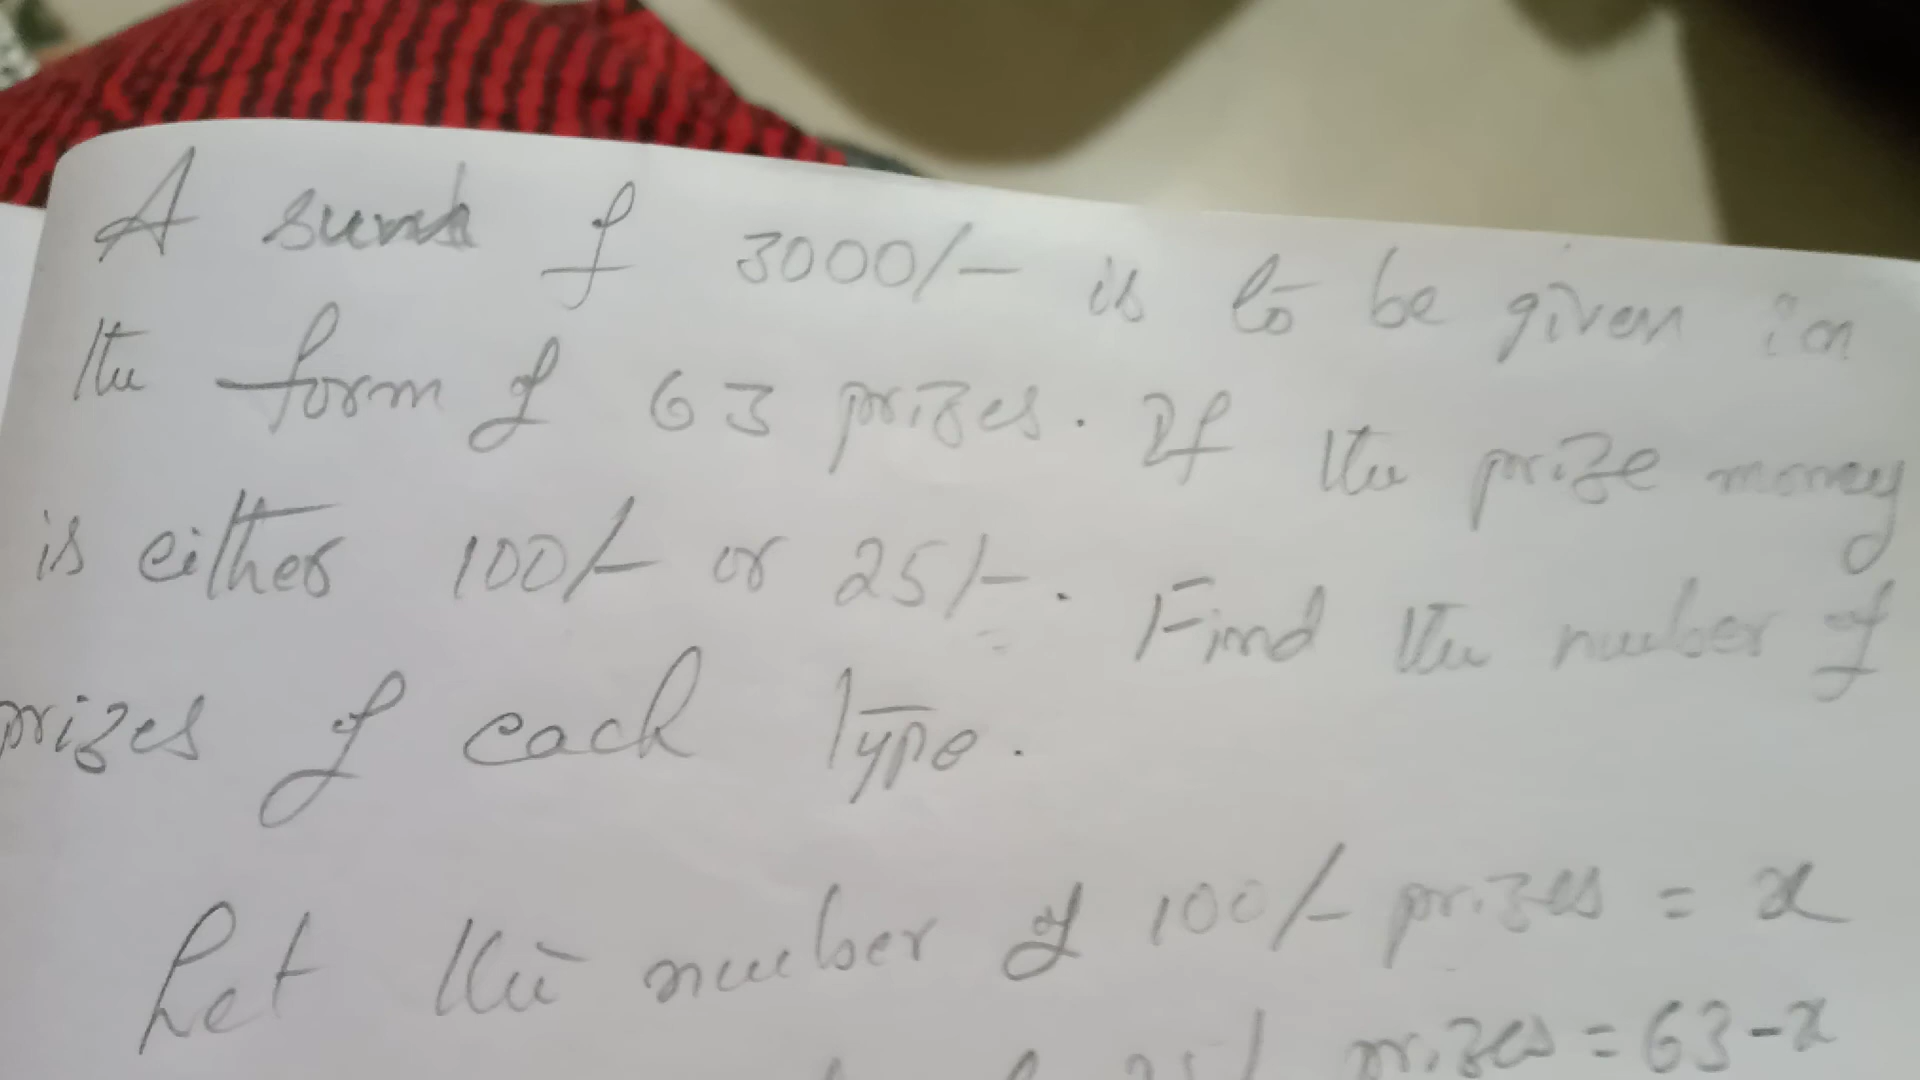 A sum of 3000/- is to be given in
the form of 63 prizes. If the prize money
is either 100/- or 25/-. Find the number of
prizes of each type.
Let the number of 100/- prizes = x
prizes = 63-x